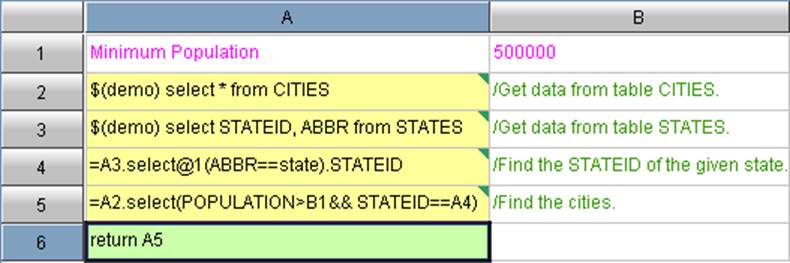 A B
1 Minimum Population 500000
2 $(demo) select * from CITIES /Get data from table CITIES.
3 $(demo) select STATEID, ABBR from STATES /Get data from table STATES.
4 =A3.select@1(ABBR==state).STATEID /Find the STATEID of the given state.
5 =A2.select(POPULATION>B1&& STATEID==A4) /Find the cities.
6 return A5